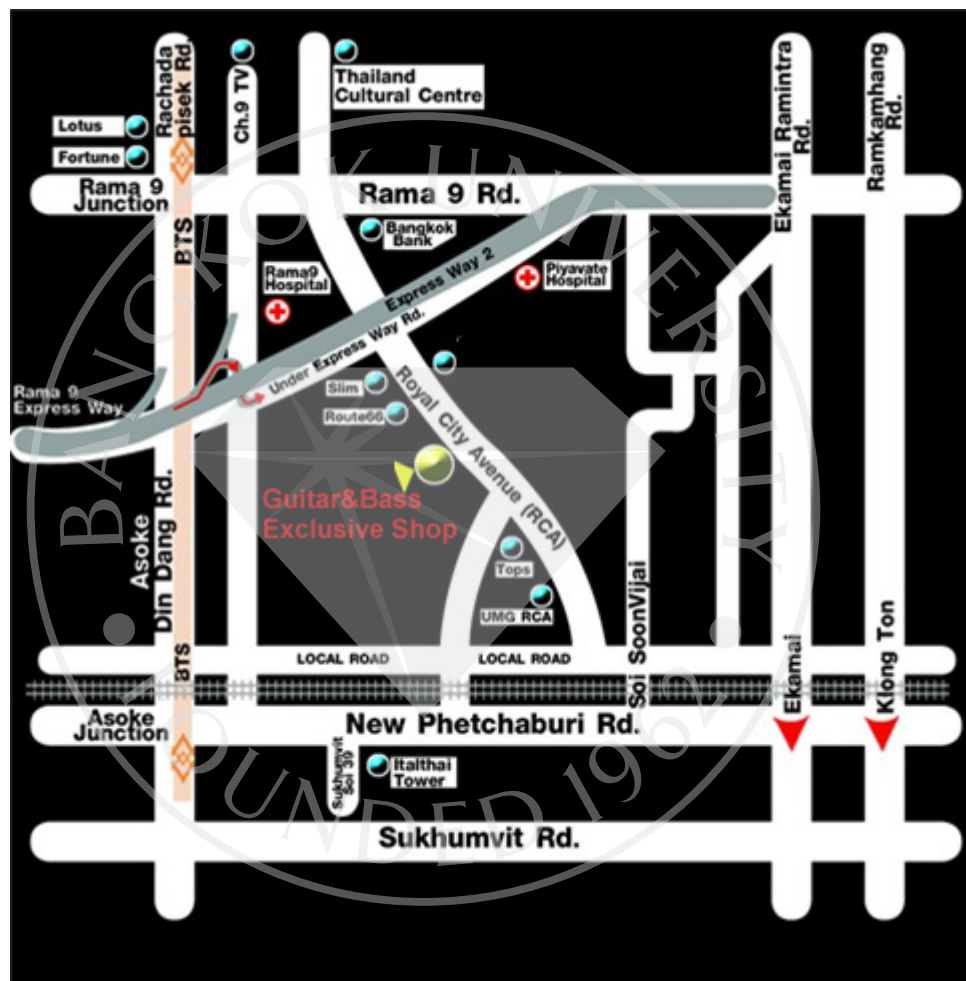 Rachada
pisek Rd.
Ch.9 TV
Thailand
Cultural Centre
Ekamai Ramintra
Rd.
Ramkamhang
Rd.
Lotus
Fortune
Rama 9
Junction
Rama 9 Rd.
BTS
Bangkok
Bank
Rama9
Hospital
Express Way 2
Piyavate
Hospital
Under Express Way Rd.
Rama 9
Express Way
Slim
Route66
Royal City Avenue (RCA)
Guitar&Bass
Exclusive Shop
Asoke
Din Dang Rd.
Tops
UMG RCA
Soi SoonVijai
BTS
LOCAL ROAD
LOCAL ROAD
Ekamai
Klong Ton
Asoke
Junction
New Phetchaburi Rd.
Sukhumvit
Soi 39
Italthai
Tower
Sukhumvit Rd.
BANGKOK UNIVERSITY
FOUNDED 1962